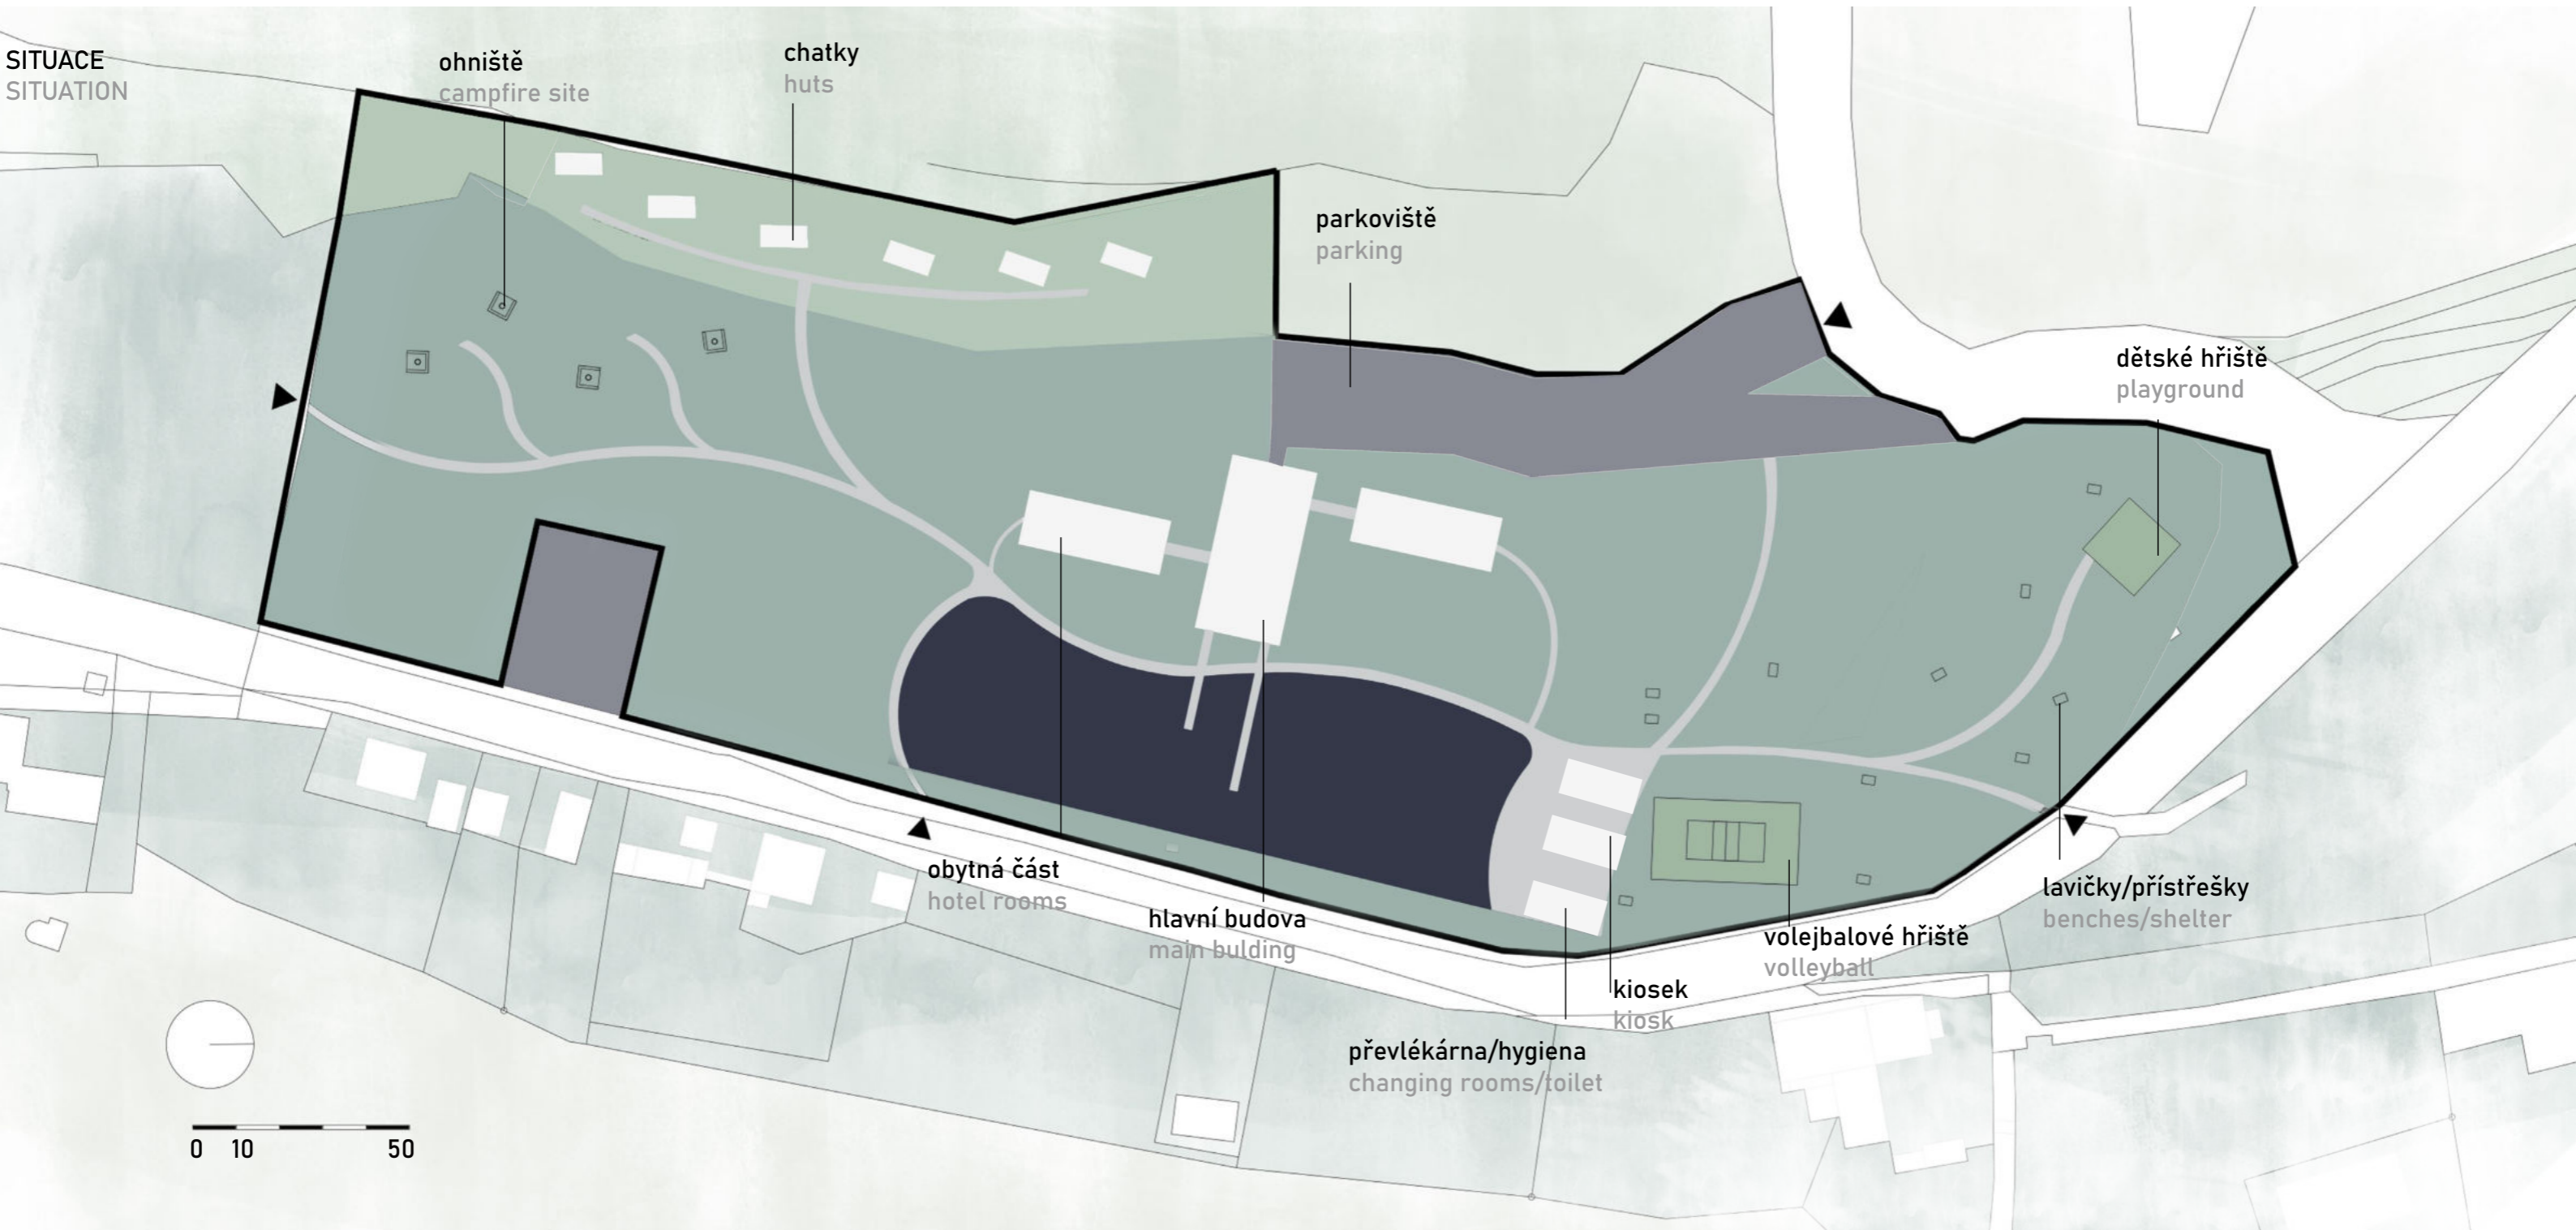 SITUACE
SITUATION
ohniště
campfire site
chatky
huts
parkoviště
parking
dětské hřiště
playground
obytná část
hotel rooms
hlavní budova
main bulding
lavičky/přístřešky
benches/shelter
volejbalové hřiště
volleyball
kiosek
kiosk
převlékárna/hygiena
changing rooms/toilet
0 10 50